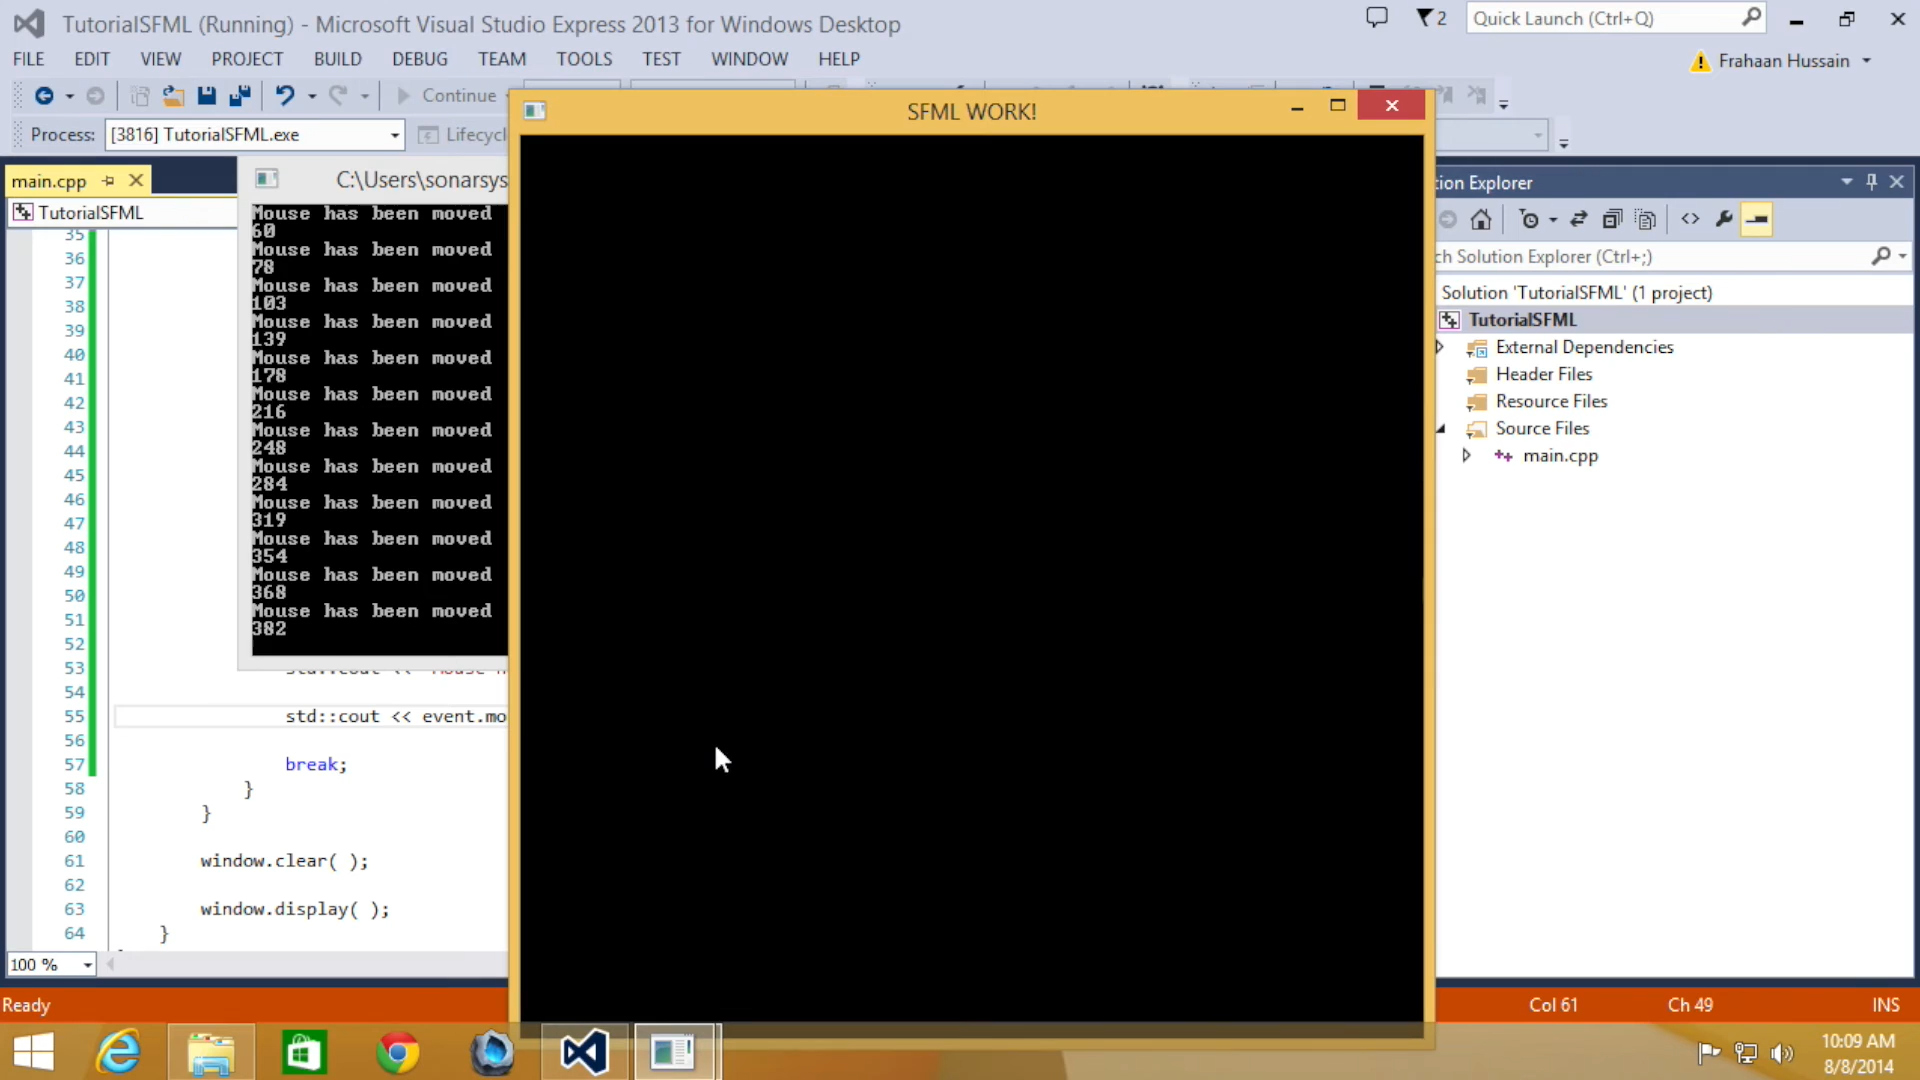 TutorialSFML (Running) - Microsoft Visual Studio Express 2013 for Windows Desktop
2
Quick Launch (Ctrl+Q)
FILE EDIT VIEW PROJECT BUILD DEBUG TEAM TOOLS TEST WINDOW HELP
Frahaan Hussain
Continue
Process: [3816] TutorialSFML.exe
SFML WORK!
main.cpp
C:\Users\sonarsys
TutorialSFML
Mouse has been moved
60
Mouse has been moved
78
Mouse has been moved
103
Mouse has been moved
139
Mouse has been moved
178
Mouse has been moved
216
Mouse has been moved
248
Mouse has been moved
284
Mouse has been moved
319
Mouse has been moved
354
Mouse has been moved
368
Mouse has been moved
382
35
36
37
38
39
40
41
42
43
44
45
46
47
48
49
50
51
52
53
54
55 std::cout << event.mo
56
57 break;
58 }
59 }
60
61 window.clear( );
62
63 window.display( );
64 }
100 %
Explorer
Solution Explorer (Ctrl+;)
Solution 'TutorialSFML' (1 project)
TutorialSFML
External Dependencies
Header Files
Resource Files
Source Files
main.cpp
Ready
Col 61 Ch 49 INS
10:09 AM
8/8/2014